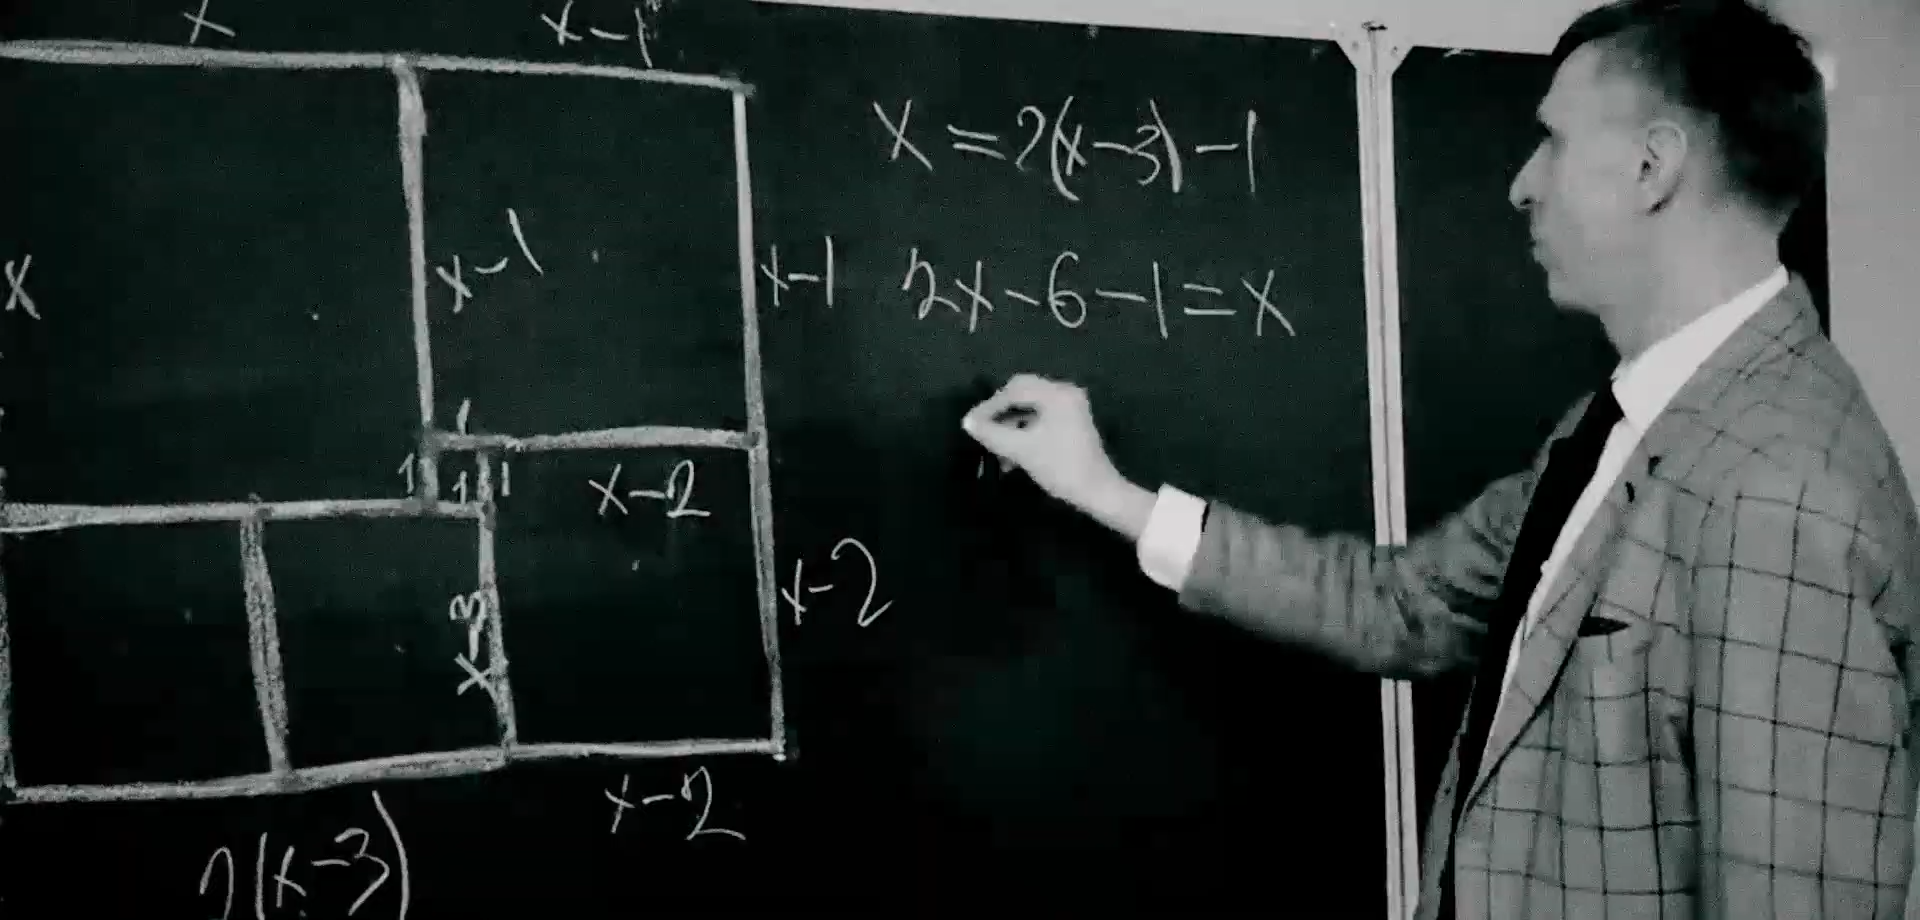 x
x-1
x = 2(x-3)-1
x
x-1
x-1
2x-6-1=x
1
1
1
1
x-2
x-3
x-2
x-2
2(x-3)